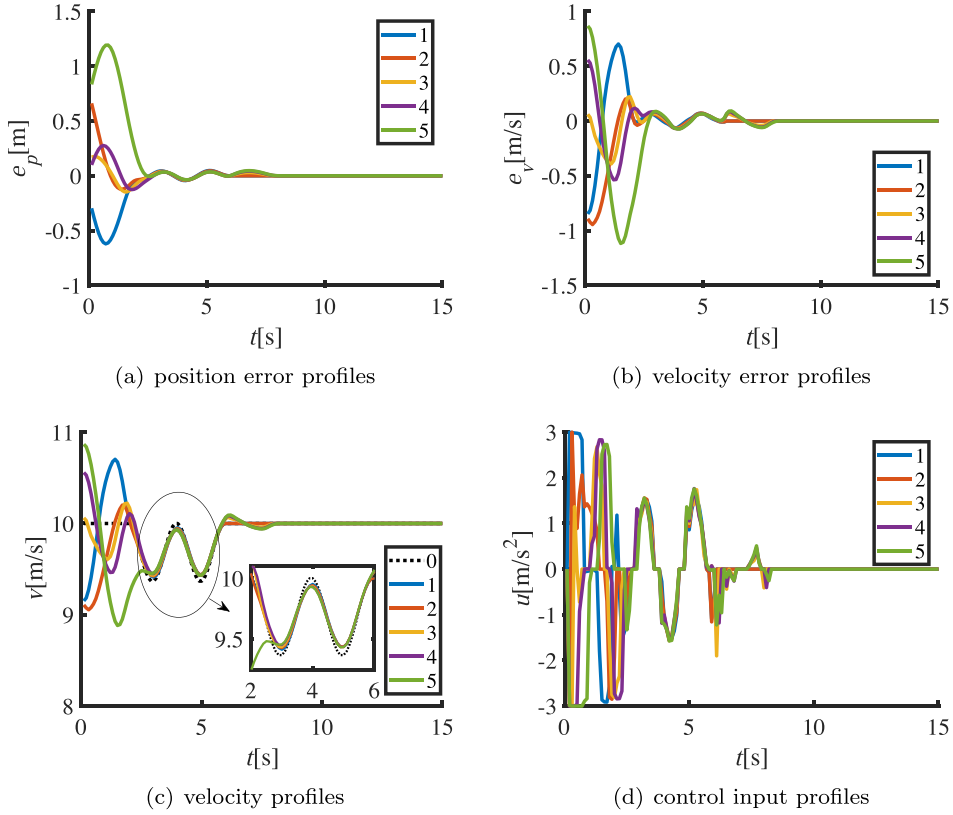 1.5
1
0.5
0
-0.5
-1
e_p[m]
0 5 10 15
t[s]
1
2
3
4
5
(a) position error profiles
1
0.5
0
-0.5
-1
-1.5
e_v[m/s]
0 5 10 15
t[s]
1
2
3
4
5
(b) velocity error profiles
11
10
9
8
v[m/s]
0 5 10 15
t[s]
0
1
2
3
4
5
10
9.5
2 4 6
(c) velocity profiles
3
2
1
0
-1
-2
-3
u[m/s²]
0 5 10 15
t[s]
1
2
3
4
5
(d) control input profiles